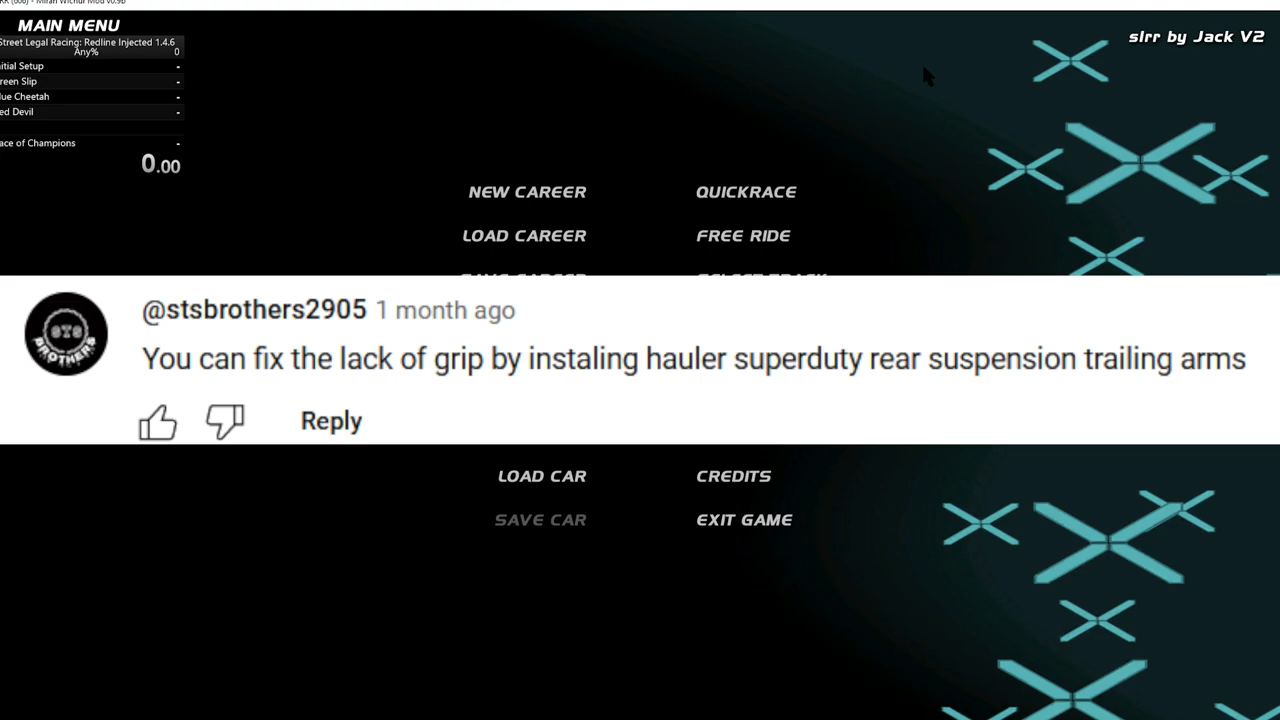 MAIN MENU
slrr by Jack V2
Street Legal Racing: Redline Injected 1.4.6
Any% 0
nitial Setup -
reen Slip -
lue Cheetah -
ed Devil -
ace of Champions -
0.00
NEW CAREER QUICKRACE
LOAD CAREER FREE RIDE
@stsbrothers2905 1 month ago
You can fix the lack of grip by instaling hauler superduty rear suspension trailing arms
STS
BROTHERS
Reply
LOAD CAR CREDITS
SAVE CAR EXIT GAME